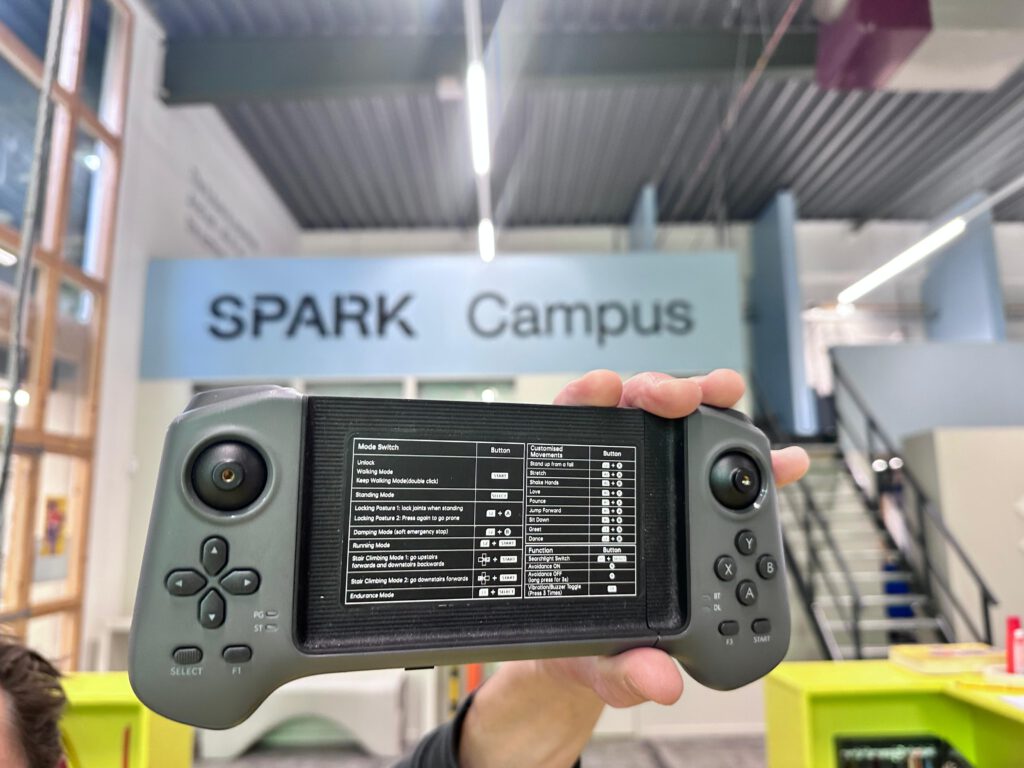 SPARK Campus
Mode Switch Button
Unlock
Walking Mode
Keep Walking Mode(double click) START
Standing Mode SELECT
Locking Posture 1: lock joints when standing
Locking Posture 2: Press again to go prone + A
Damping Mode (soft emergency stop) + B
Running Mode + START
Stair Climbing Mode 1: go upstairs
forwards and downstairs backwards + START
Stair Climbing Mode 2: go downstairs forwards + START
Endurance Mode + SELECT
Customised
Movements Button
Stand up from a fall
Stretch
Shake Hands
Love
Pounce
Jump Forward
Sit Down
Greet
Dance
Function Button
Searchlight Switch
Avoidance ON
Avoidance OFF
(long press for 3s)
Vibration/Buzzer Toggle
(Press 3 Times)
PG
ST
SELECT
F1
Y
X
B
A
BT
DL
F3
START